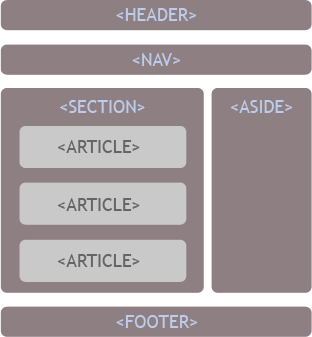 <HEADER>
<NAV>
<SECTION>
<ARTICLE>
<ARTICLE>
<ARTICLE>
<ASIDE>
<FOOTER>